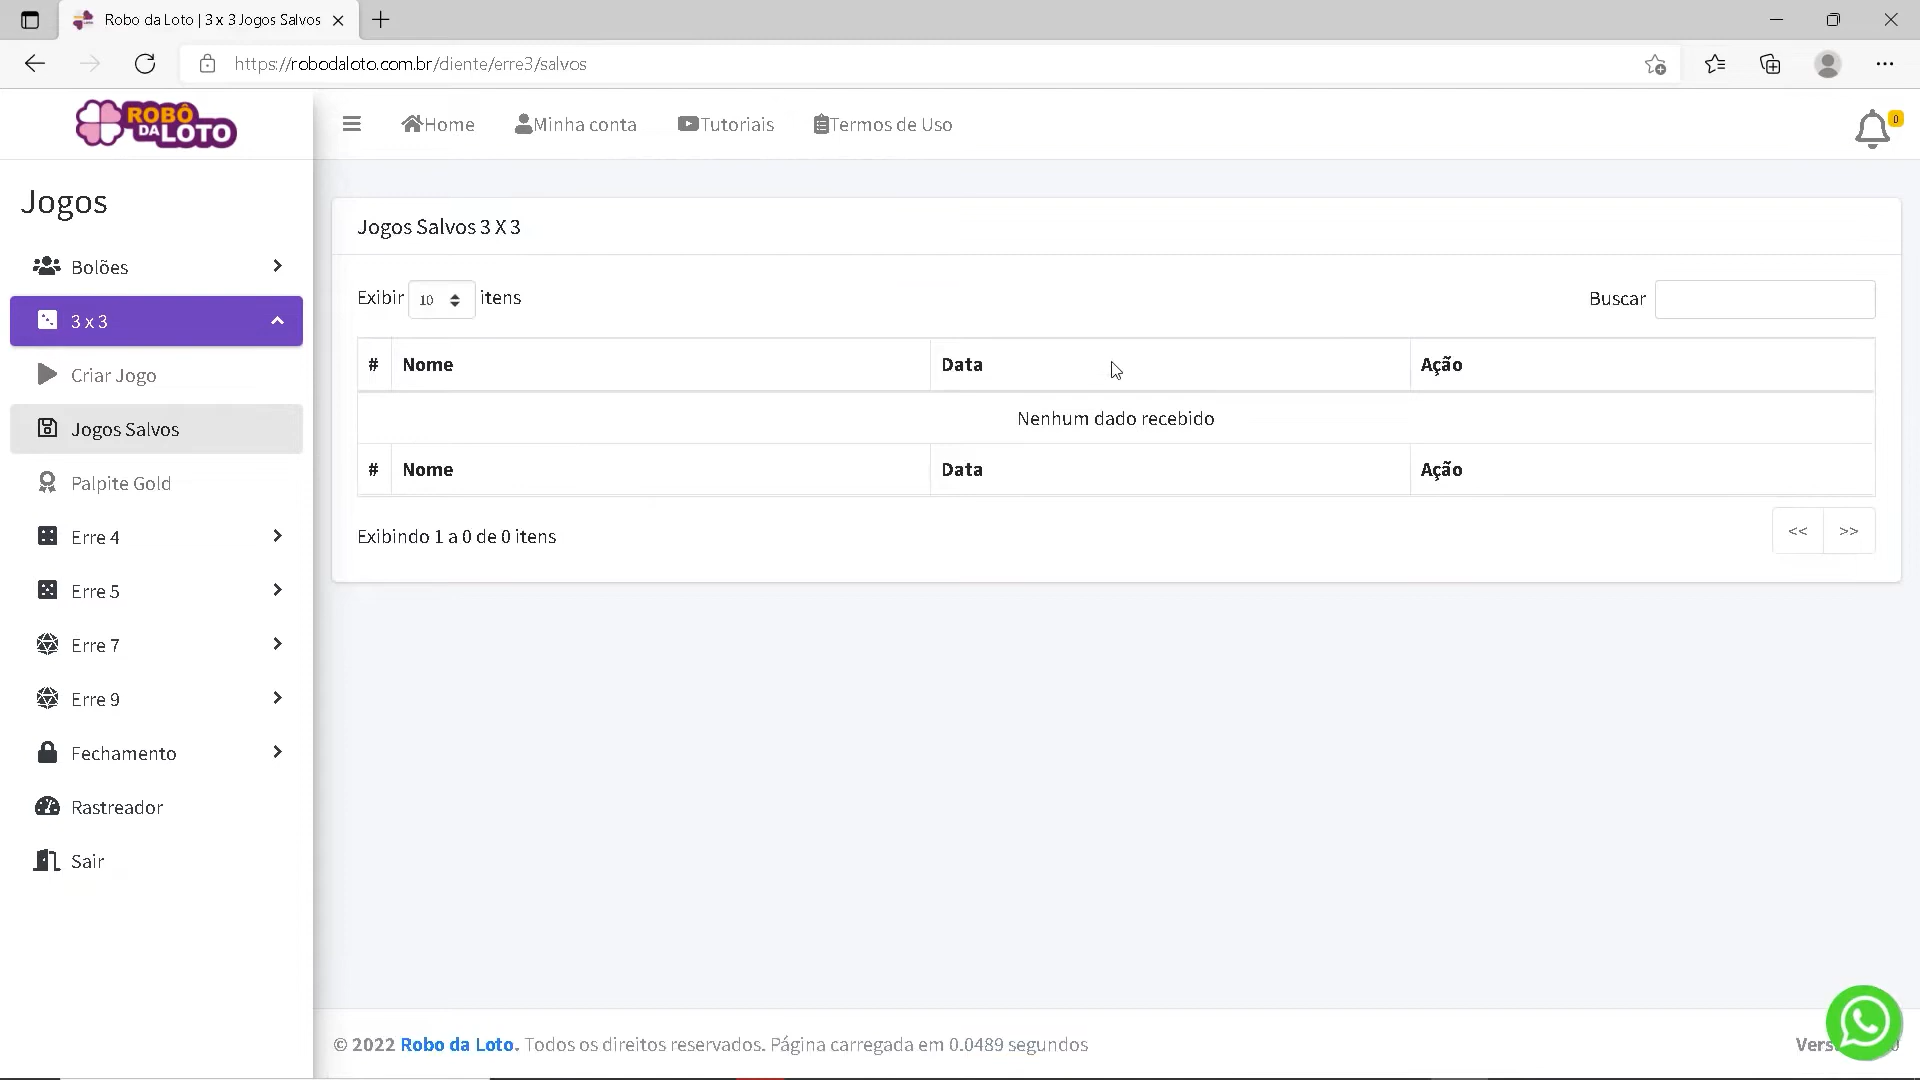 Robo da Loto | 3 x 3 Jogos Salvos
https://robodaloto.com.br/cliente/erre3/salvos
ROBÔ
DA LOTO
Home
Minha conta
Tutoriais
Termos de Uso
0
Jogos
Bolões
3 x 3
Criar Jogo
Jogos Salvos
Palpite Gold
Erre 4
Erre 5
Erre 7
Erre 9
Fechamento
Rastreador
Sair
Jogos Salvos 3 X 3
Exibir 10 itens
Buscar
# Nome Data Ação
Nenhum dado recebido
# Nome Data Ação
Exibindo 1 a 0 de 0 itens
<< >>
© 2022 Robo da Loto. Todos os direitos reservados. Página carregada em 0.0489 segundos